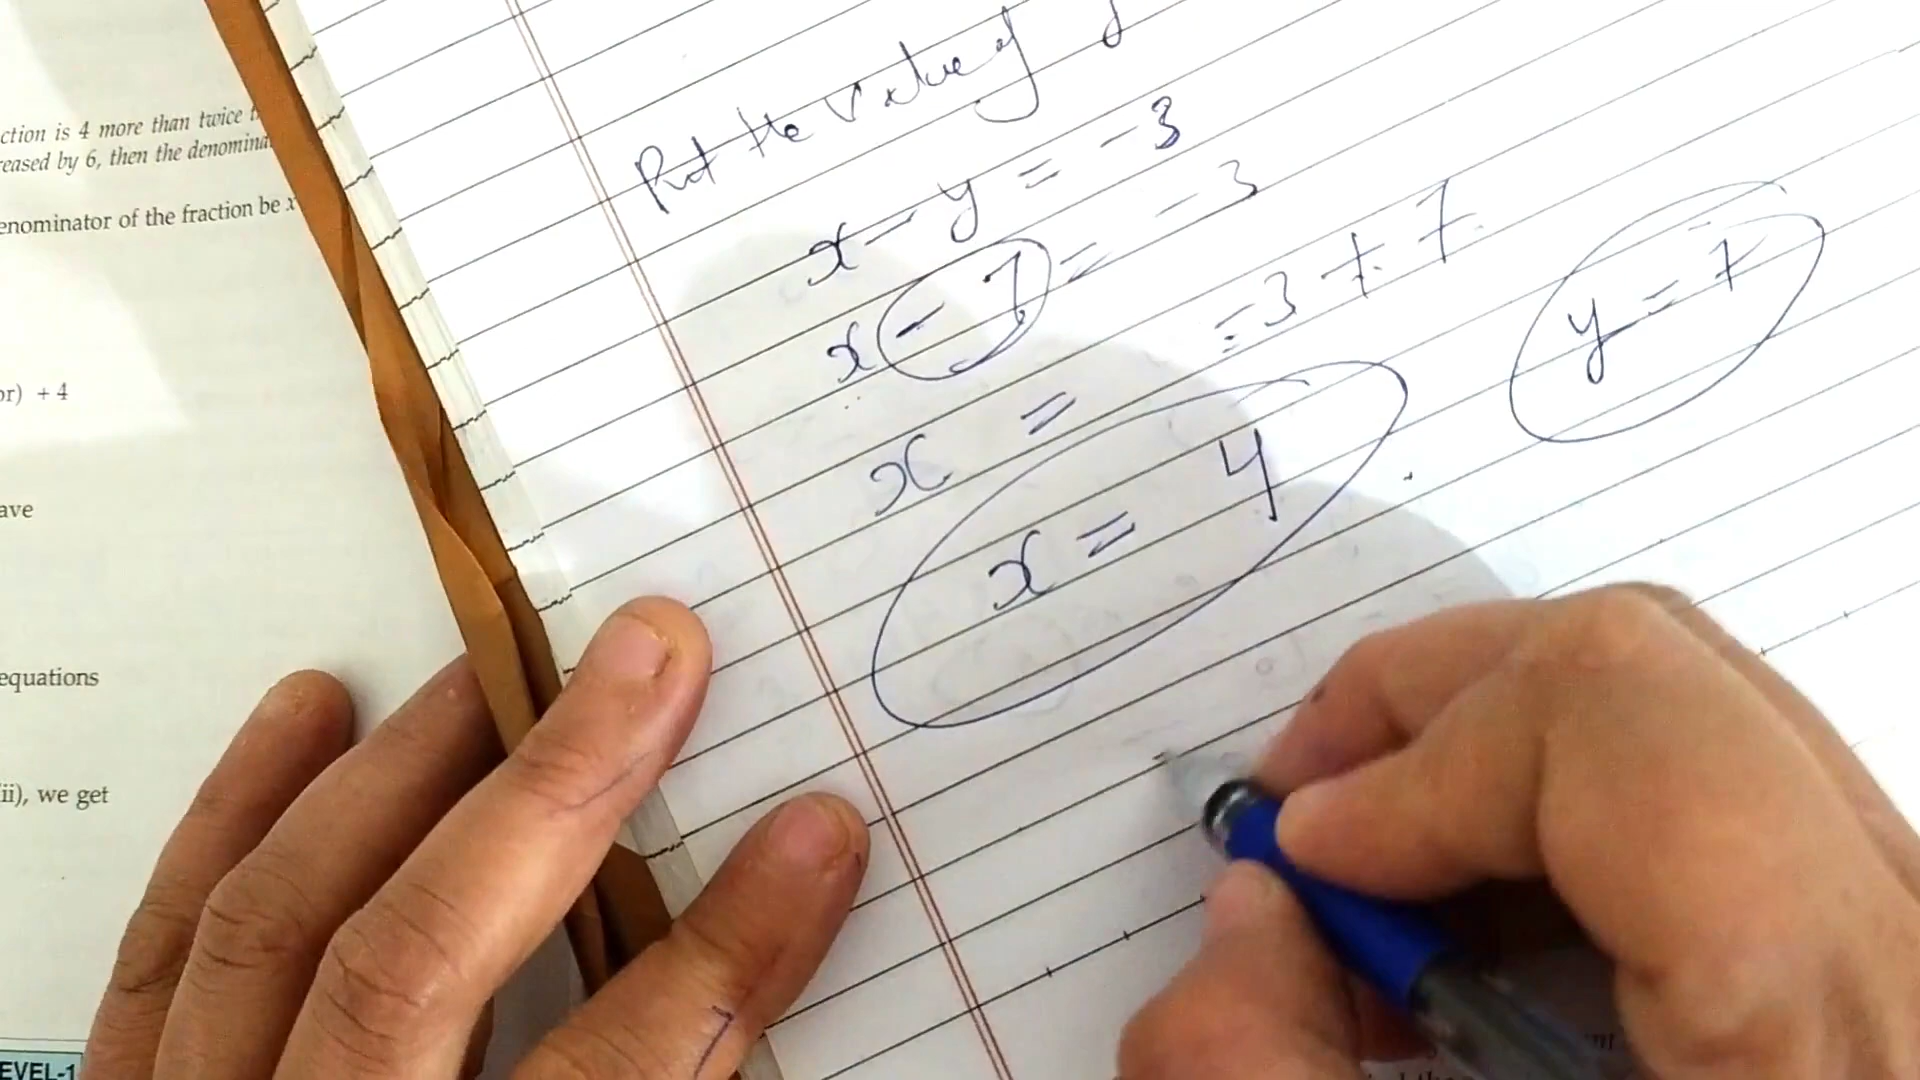 ction is 4 more than twice
reased by 6, then the denomina
enominator of the fraction be x
or) + 4
ave
equations
ii), we get
EVEL-1
Put the value of y
x - y = -3
x - 7 = -3
x = -3 + 7
x = 4
y = 7